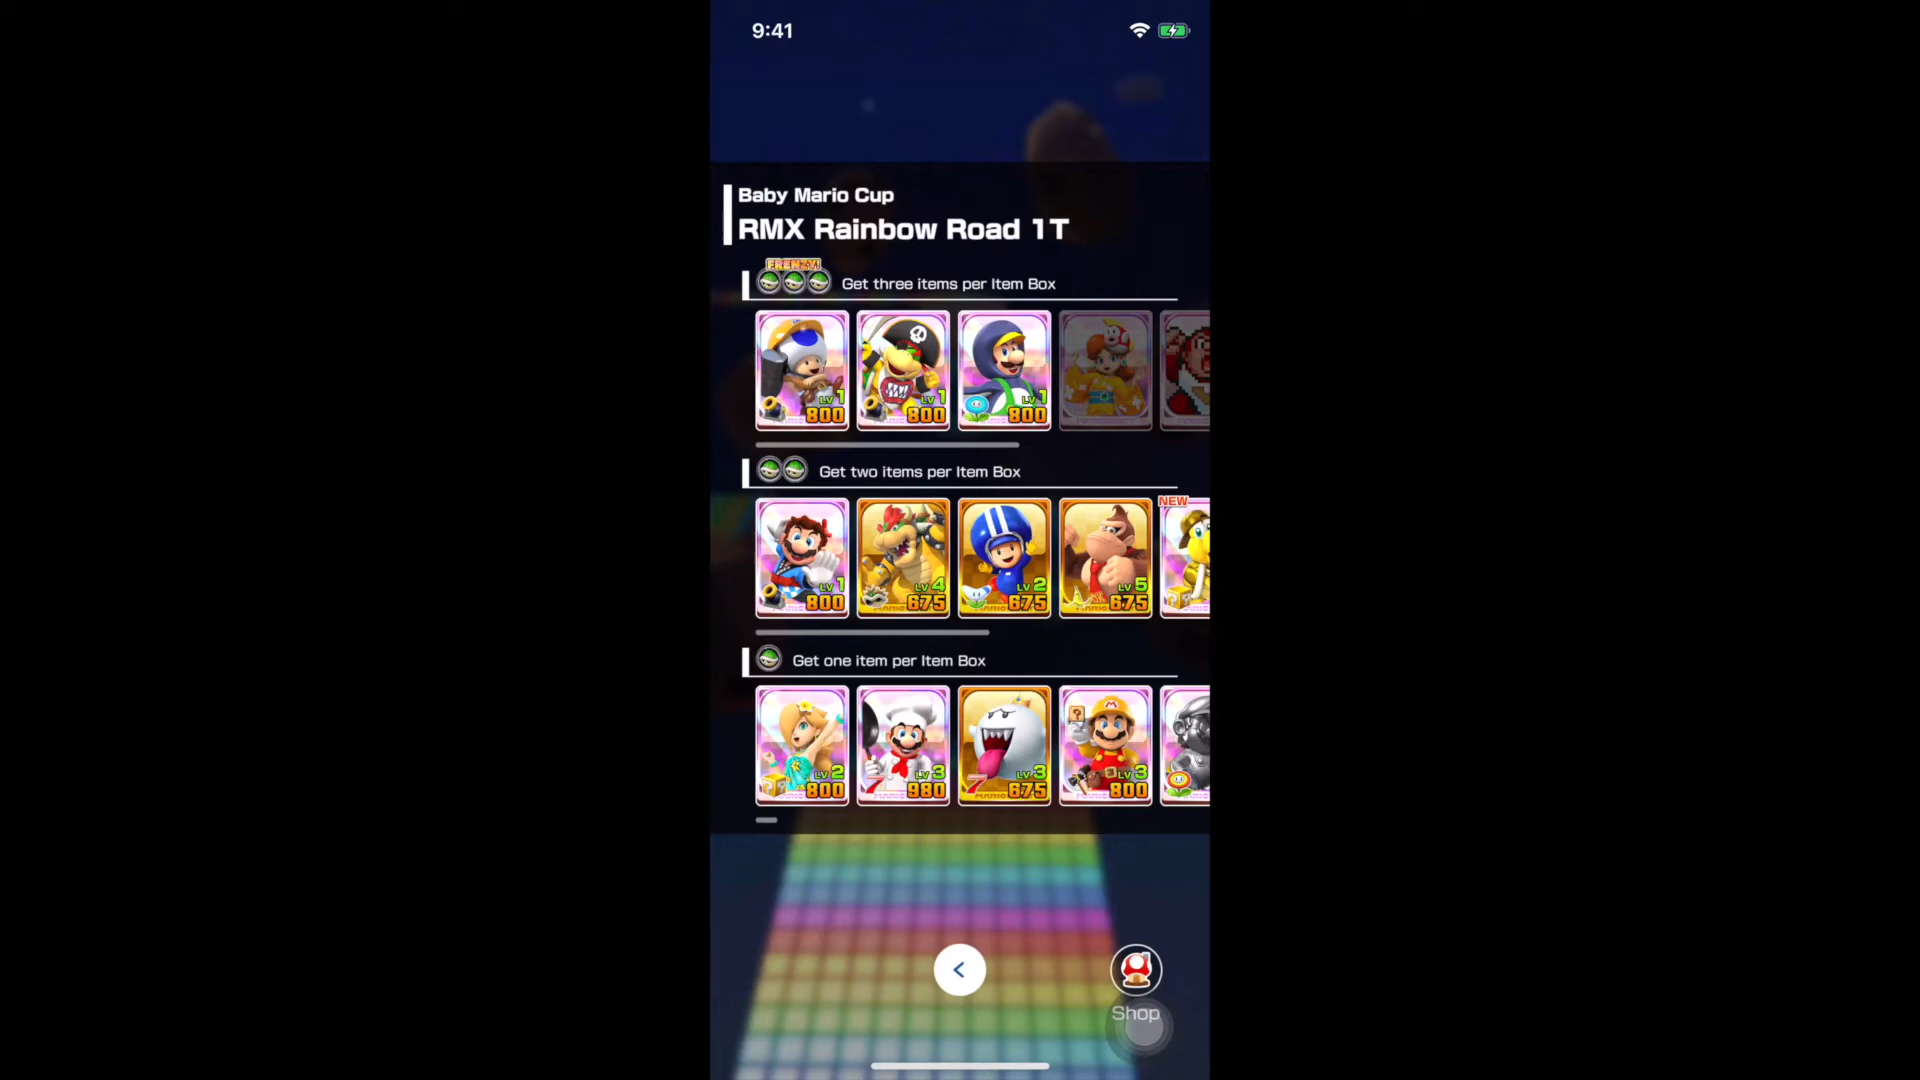 9:41
Baby Mario Cup
RMX Rainbow Road 1T
FRENZY!
Get three items per Item Box
LV 1 LV 1 LV 1
800 800 800
Get two items per Item Box
NEW
LV 1 LV 4 LV 2 LV 5
800 675 675 675
Get one item per Item Box
LV 2 LV 3 LV 3 LV 3
800 980 675 800
Shop